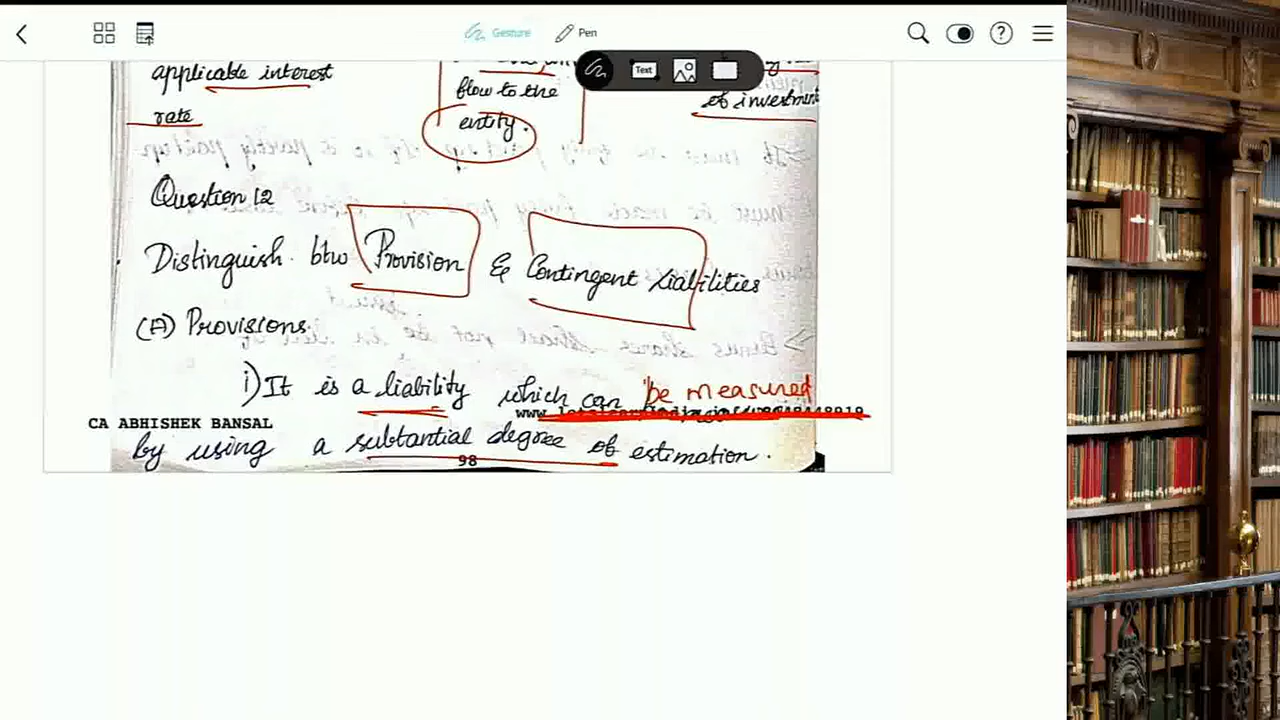 Gesture
Pen
Text
applicable interest
rate
flow to the
entity.
of investment
Question 12
Distinguish btw Provision & Contingent liabilities
(A) Provisions
i) It is a liability which can be measured
CA ABHISHEK BANSAL
by using a substantial degree of estimation.
98